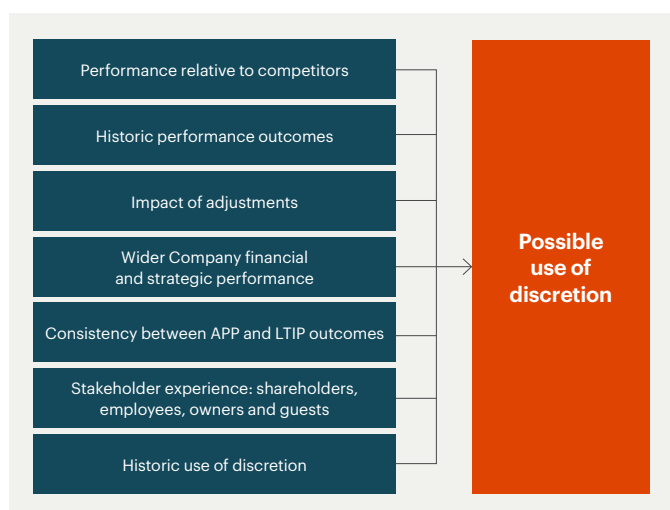 Performance relative to competitors
Historic performance outcomes
Impact of adjustments
Wider Company financial
and strategic performance
Consistency between APP and LTIP outcomes
Stakeholder experience: shareholders,
employees, owners and guests
Historic use of discretion
Possible
use of
discretion